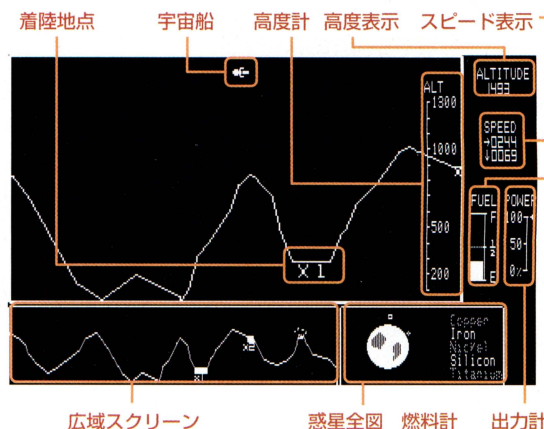 着陸地点 宇宙船 高度計 高度表示 スピード表示
ALTITUDE
1493
ALT
1300
1000
500
200
SPEED
→0244
↓0069
FUEL
F
1/2
E
POWER
100
50
0%
X 1
X2
X1
Copper
Iron
Nickel
Silicon
Titanium
広域スクリーン 惑星全図 燃料計 出力計